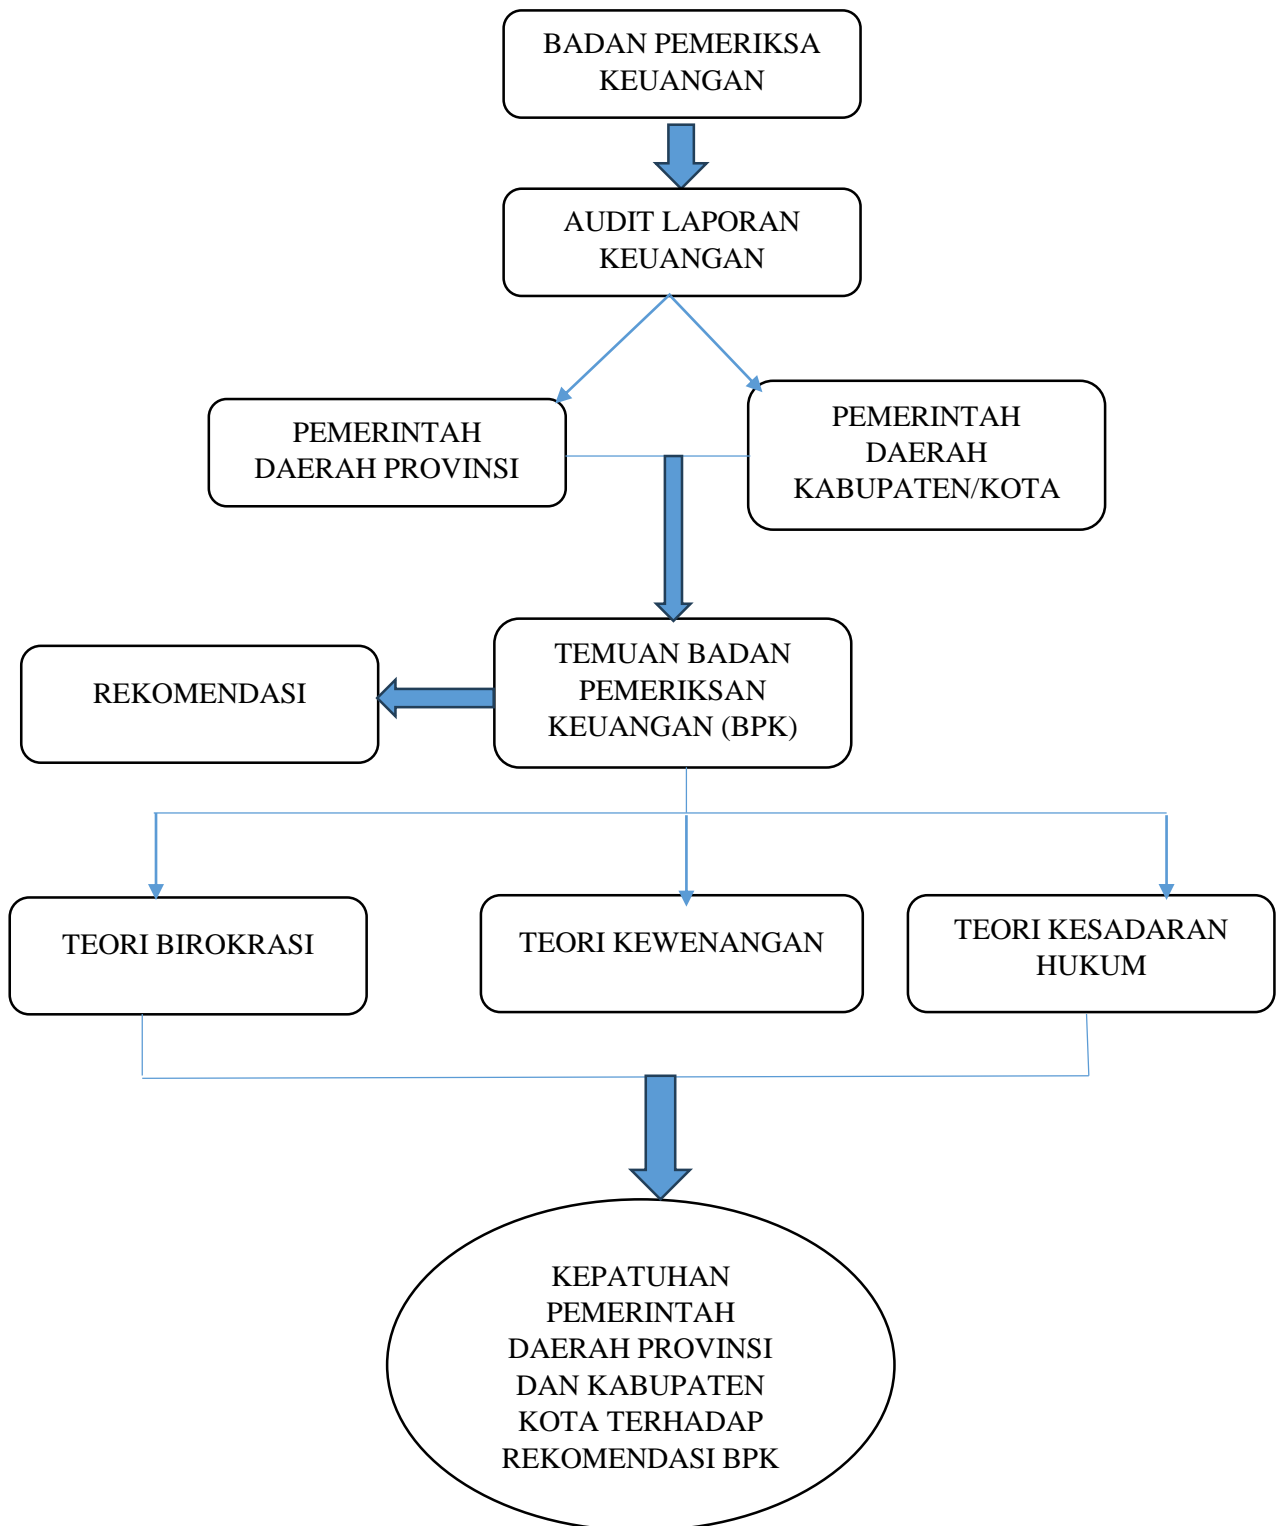 BADAN PEMERIKSA
KEUANGAN
AUDIT LAPORAN
KEUANGAN
PEMERINTAH
DAERAH PROVINSI
PEMERINTAH
DAERAH
KABUPATEN/KOTA
REKOMENDASI
TEMUAN BADAN
PEMERIKSAN
KEUANGAN (BPK)
TEORI BIROKRASI
TEORI KEWENANGAN
TEORI KESADARAN
HUKUM
KEPATUHAN
PEMERINTAH
DAERAH PROVINSI
DAN KABUPATEN
KOTA TERHADAP
REKOMENDASI BPK